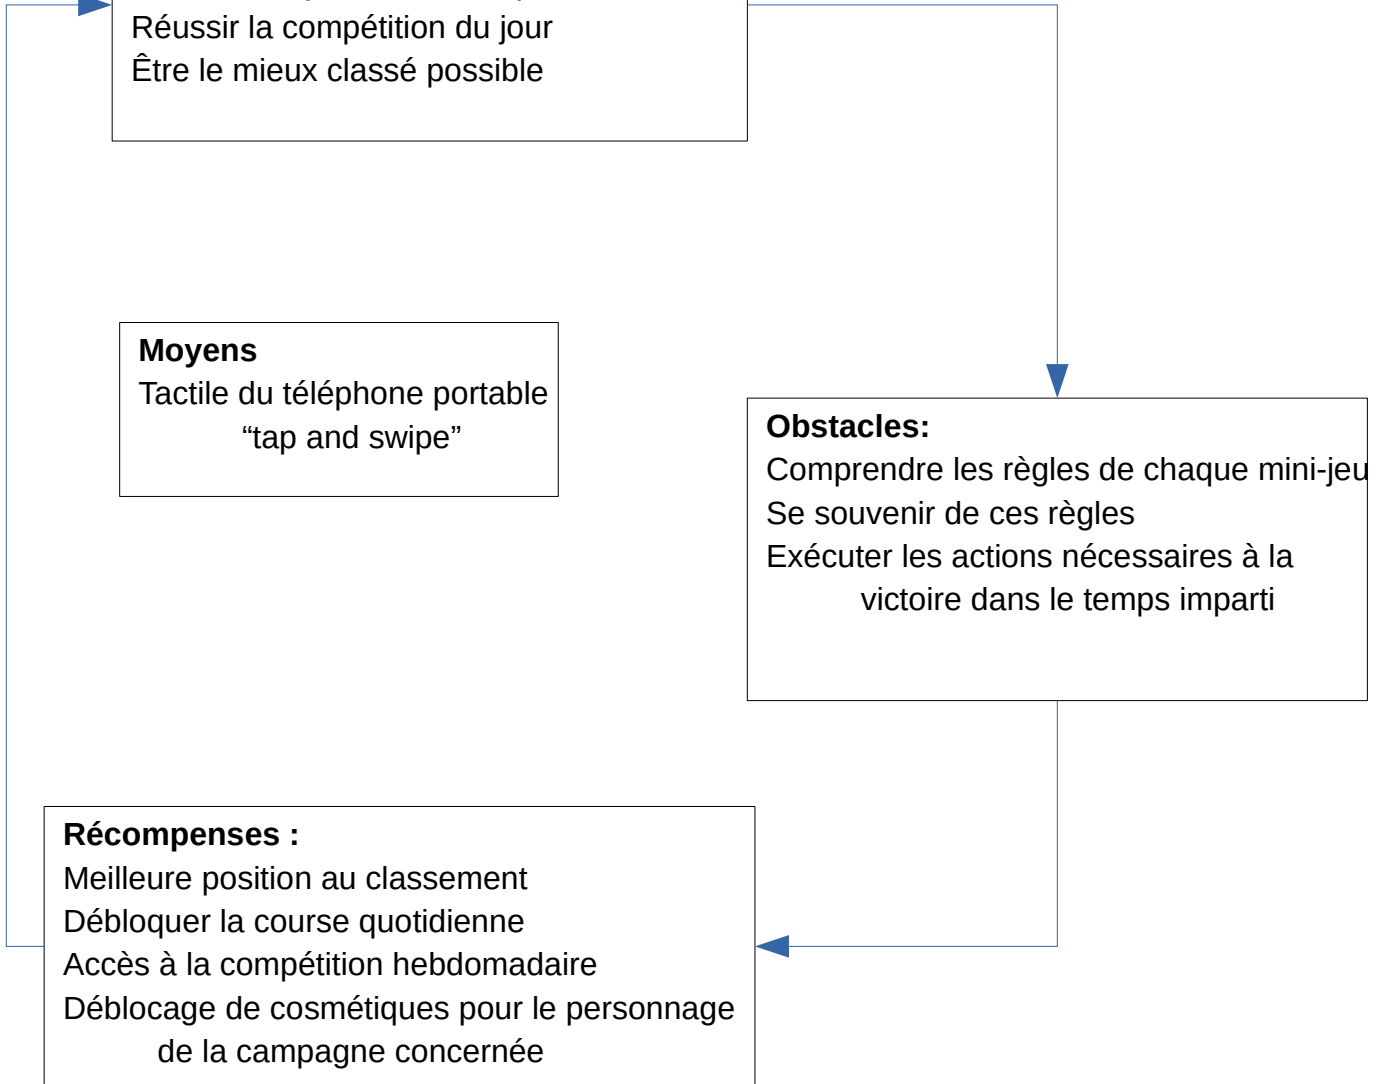 Réussir la compétition du jour
Être le mieux classé possible
Moyens
Tactile du téléphone portable
“tap and swipe”
Obstacles:
Comprendre les règles de chaque mini-jeu
Se souvenir de ces règles
Exécuter les actions nécessaires à la
victoire dans le temps imparti
Récompenses :
Meilleure position au classement
Débloquer la course quotidienne
Accès à la compétition hebdomadaire
Déblocage de cosmétiques pour le personnage
de la campagne concernée